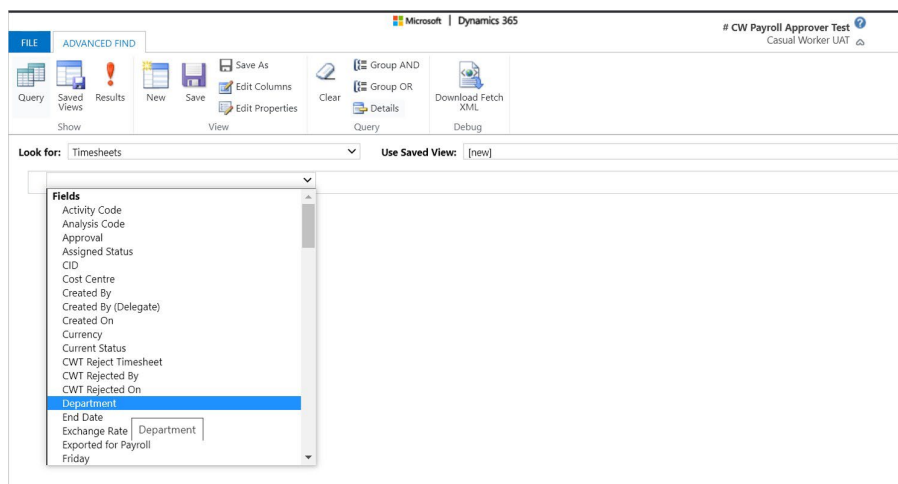 Microsoft | Dynamics 365
# CW Payroll Approver Test
Casual Worker UAT
FILE
ADVANCED FIND
Query
Saved Views
Results
New
Save
Save As
Edit Columns
Edit Properties
Clear
Group AND
Group OR
Details
Download Fetch XML
Show
View
Query
Debug
Look for: Timesheets
Use Saved View: [new]
Fields
Activity Code
Analysis Code
Approval
Assigned Status
CID
Cost Centre
Created By
Created By (Delegate)
Created On
Currency
Current Status
CWT Reject Timesheet
CWT Rejected By
CWT Rejected On
Department
End Date
Exchange Rate
Department
Exported for Payroll
Friday